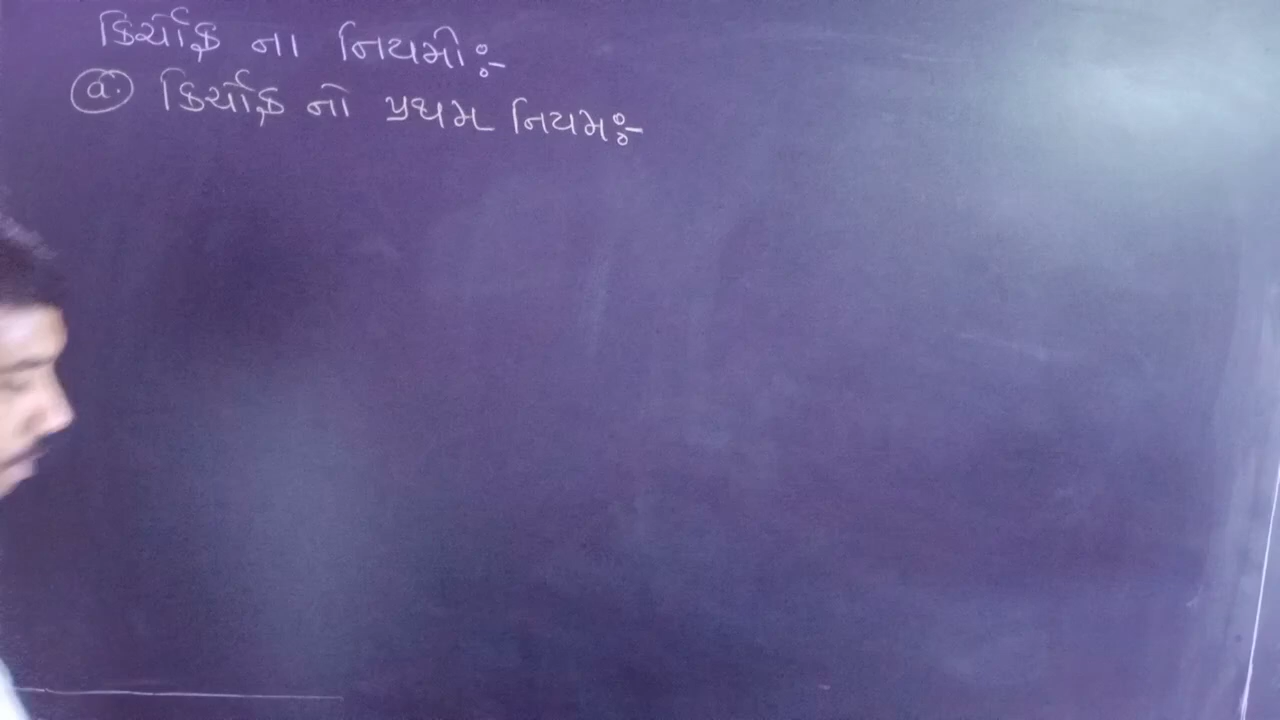 કિર્ચોફ ના નિયમો:-
(a.) કિર્ચોફ નો પ્રથમ નિયમ:-